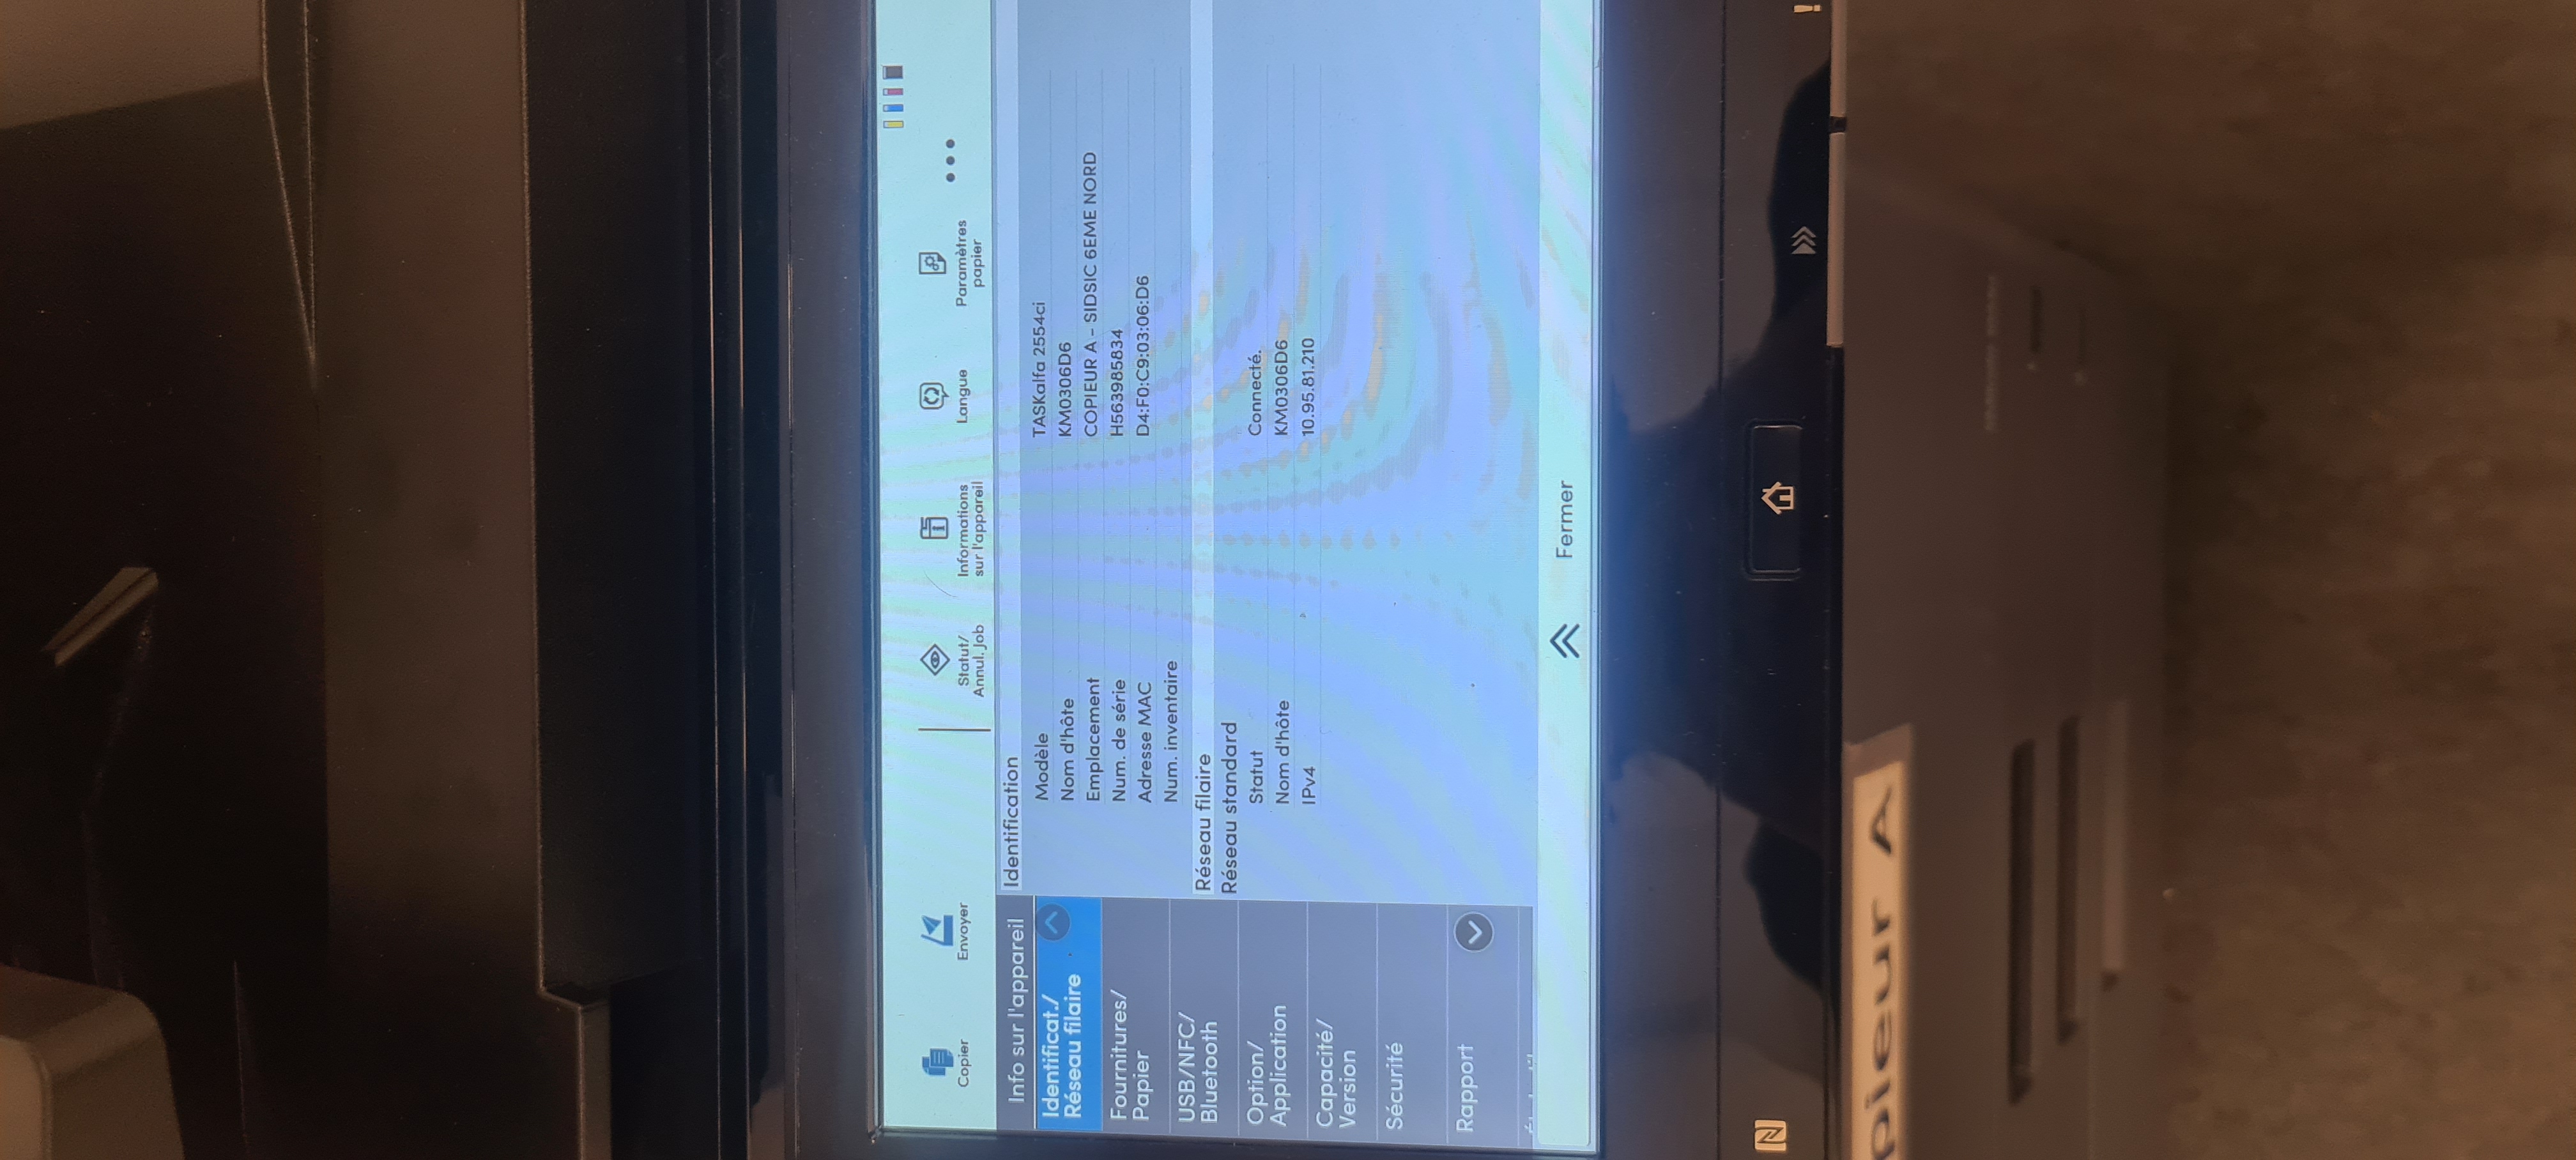 Copier
Envoyer
Statut/
Annul. Job
Informations
sur l'appareil
Langue
Paramètres
papier
Info sur l'appareil
Identificat./
Réseau filaire
Fournitures/
Papier
USB/NFC/
Bluetooth
Option/
Application
Capacité/
Version
Sécurité
Rapport
Identification
Modèle TASKalfa 2554ci
Nom d'hôte KM0306D6
Emplacement COPIEUR A - SIDSIC 6EME NORD
Num. de série H563985834
Adresse MAC D4:F0:C9:03:06:D6
Num. inventaire
Réseau filaire
Réseau standard
Statut Connecté.
Nom d'hôte KM0306D6
IPv4 10.95.81.210
Fermer
pieur A